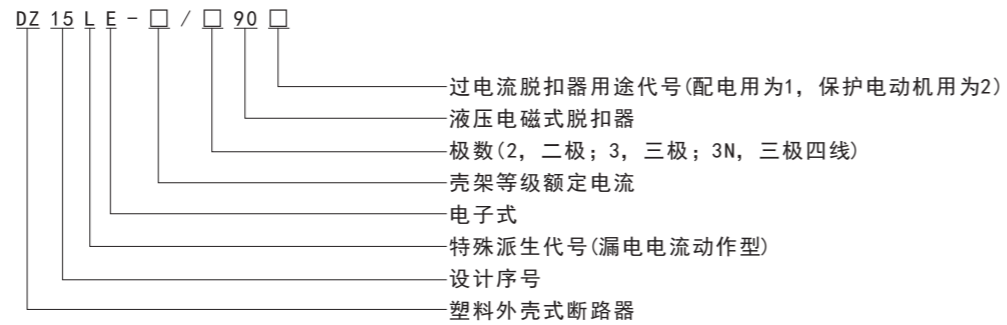 DZ 15 L E - □ / □ 90 □
过电流脱扣器用途代号(配电用为1，保护电动机用为2)
液压电磁式脱扣器
极数(2，二极；3，三极；3N，三极四线)
壳架等级额定电流
电子式
特殊派生代号(漏电电流动作型)
设计序号
塑料外壳式断路器